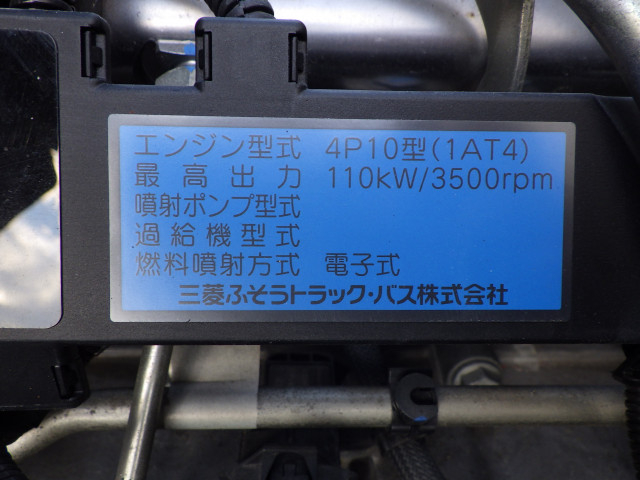 エンジン型式 4P10型(1AT4)
最高出力 110kW/3500rpm
噴射ポンプ型式
過給機型式
燃料噴射方式 電子式
三菱ふそうトラック・バス株式会社